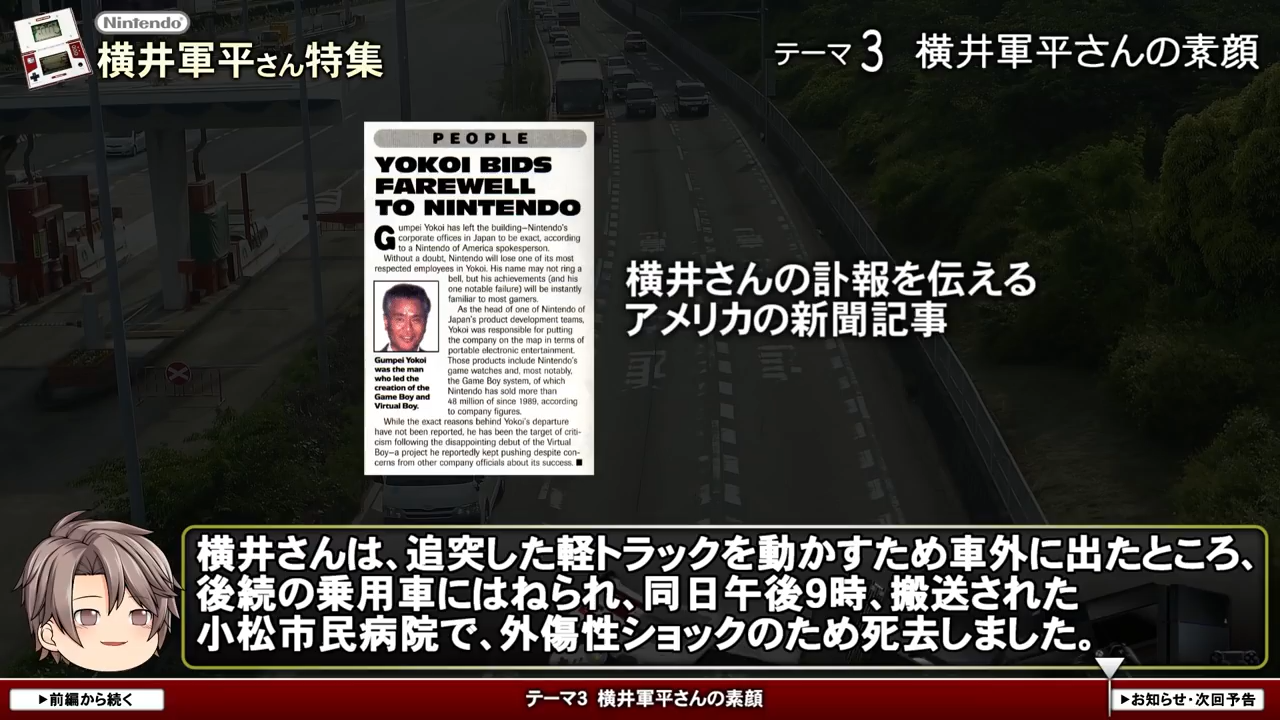 Nintendo
横井軍平さん特集
テーマ3 横井軍平さんの素顔
PEOPLE
YOKOI BIDS
FAREWELL
TO NINTENDO
Gumpei Yokoi has left the building—Nintendo's
corporate offices in Japan to be exact, according
to a Nintendo of America spokesperson.
Without a doubt, Nintendo will lose one of its most
respected employees in Yokoi. His name may not ring a
bell, but his achievements (and his
one notable failure) will be instantly
familiar to most gamers.
As the head of one of Nintendo of
Japan's product development teams,
Yokoi was responsible for putting
the company on the map in terms of
portable electronic entertainment.
Those products include Nintendo's
game watches and, most notably,
the Game Boy system, of which
Nintendo has sold more than
48 million of since 1989, according
to company figures.
While the exact reasons behind Yokoi's departure
have not been reported, he has been the target of criti-
cism following the disappointing debut of the Virtual
Boy—a project he reportedly kept pushing despite con-
cerns from other company officials about its success.
Gumpei Yokoi
was the man
who led the
creation of the
Game Boy and
Virtual Boy.
横井さんの訃報を伝える
アメリカの新聞記事
横井さんは、追突した軽トラックを動かすため車外に出たところ、
後続の乗用車にはねられ、同日午後9時、搬送された
小松市民病院で、外傷性ショックのため死去しました。
▶前編から続く
テーマ3 横井軍平さんの素顔
▶お知らせ・次回予告